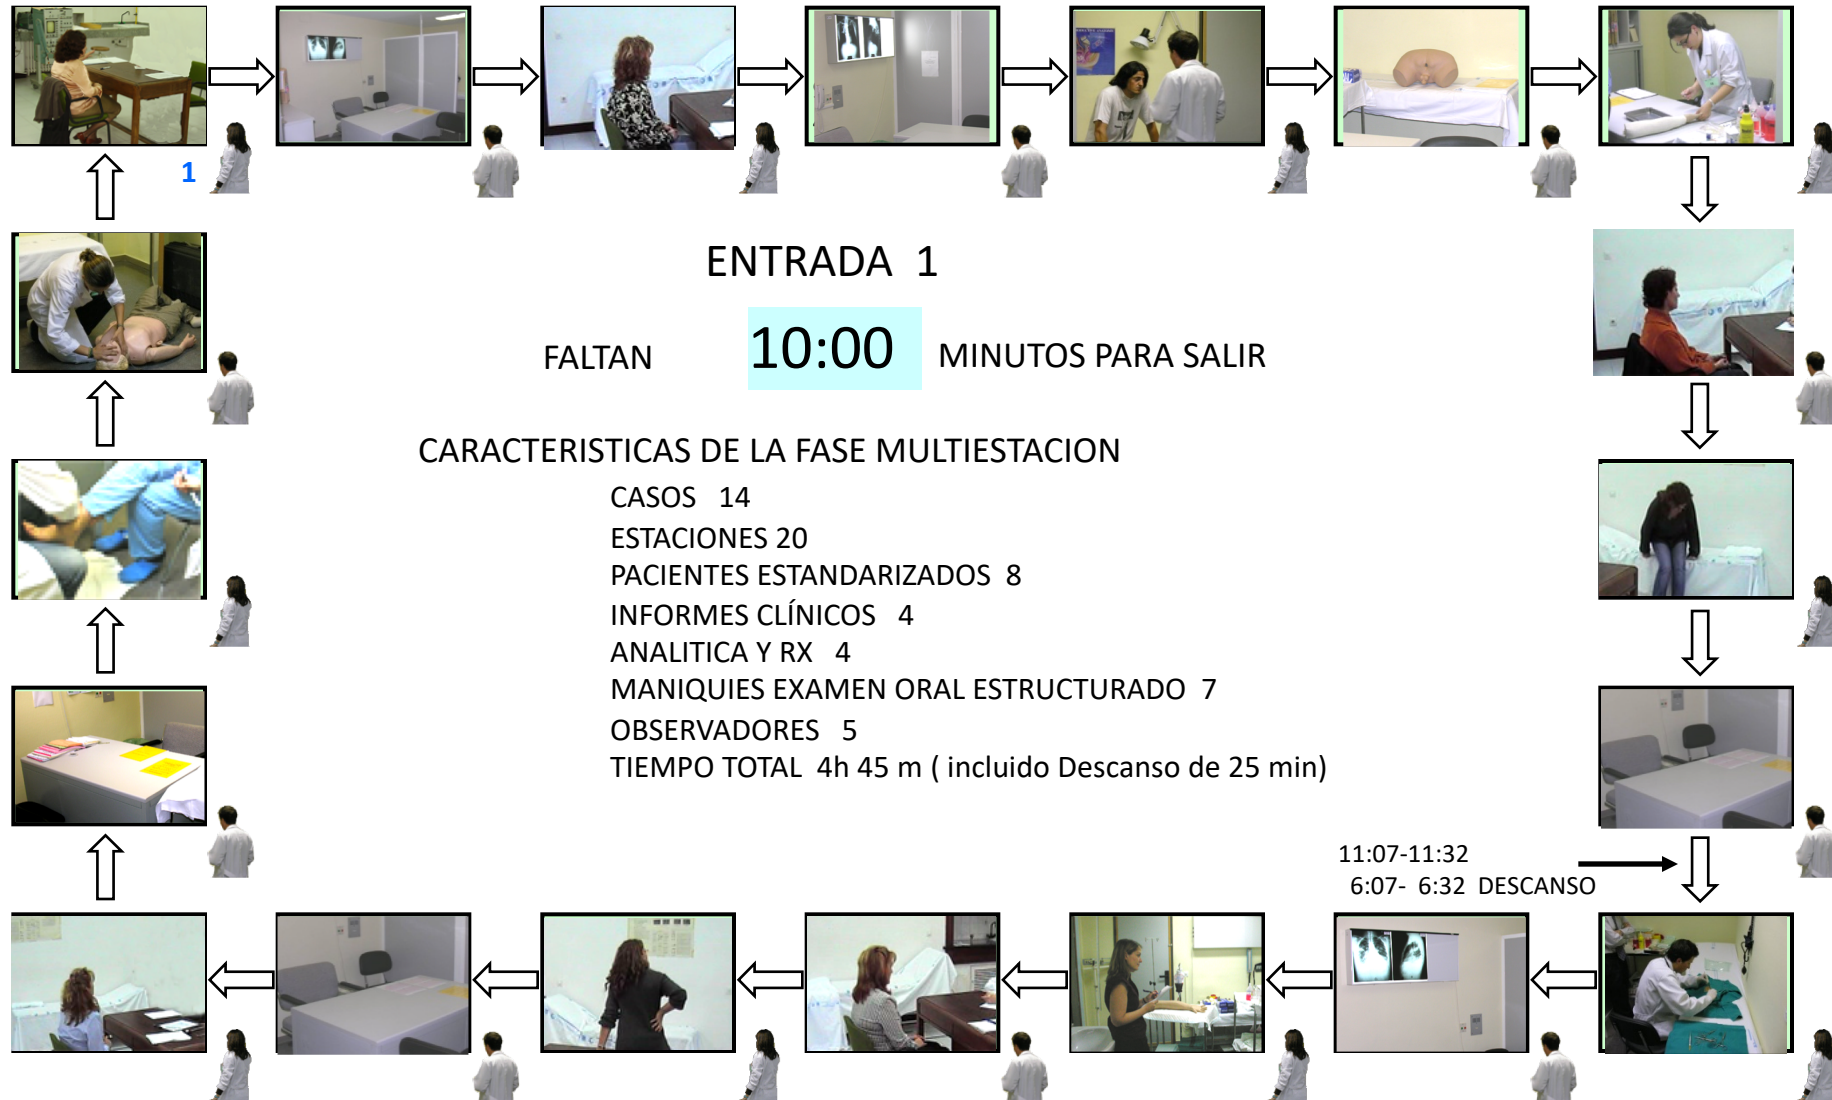 1
ENTRADA 1
FALTAN 10:00 MINUTOS PARA SALIR
CARACTERISTICAS DE LA FASE MULTIESTACION
CASOS 14
ESTACIONES 20
PACIENTES ESTANDARIZADOS 8
INFORMES CLÍNICOS 4
ANALITICA Y RX 4
MANIQUIES EXAMEN ORAL ESTRUCTURADO 7
OBSERVADORES 5
TIEMPO TOTAL 4h 45 m ( incluido Descanso de 25 min)
11:07-11:32
6:07- 6:32 DESCANSO